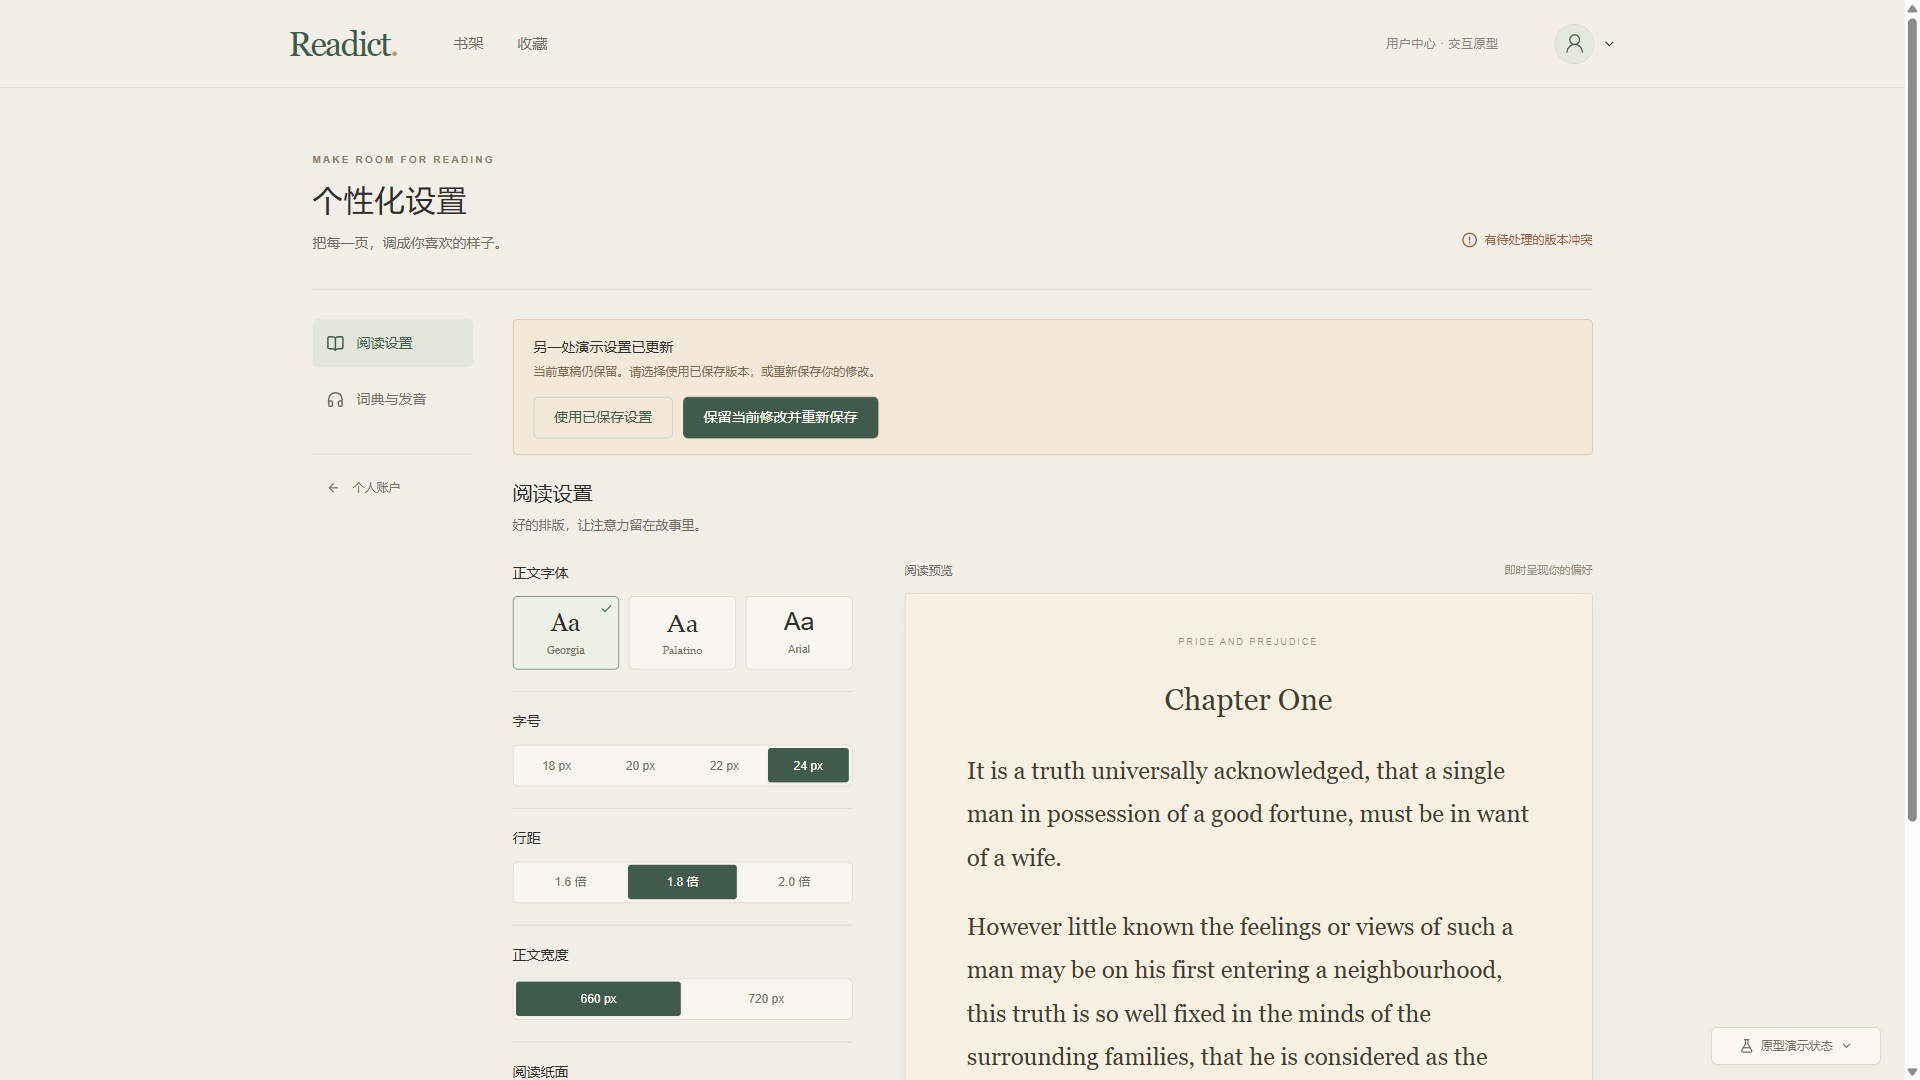 Readict.
书架
收藏
用户中心 · 交互原型
MAKE ROOM FOR READING
个性化设置
把每一页，调成你喜欢的样子。
有待处理的版本冲突
阅读设置
词典与发音
个人账户
另一处演示设置已更新
当前草稿仍保留。请选择使用已保存版本，或重新保存你的修改。
使用已保存设置
保留当前修改并重新保存
阅读设置
好的排版，让注意力留在故事里。
正文字体
Aa
Georgia
Aa
Palatino
Aa
Arial
字号
18 px
20 px
22 px
24 px
行距
1.6 倍
1.8 倍
2.0 倍
正文宽度
660 px
720 px
阅读纸面
阅读预览
即时呈现你的偏好
PRIDE AND PREJUDICE
Chapter One
It is a truth universally acknowledged, that a single
man in possession of a good fortune, must be in want
of a wife.
However little known the feelings or views of such a
man may be on his first entering a neighbourhood,
this truth is so well fixed in the minds of the
surrounding families, that he is considered as the
原型演示状态